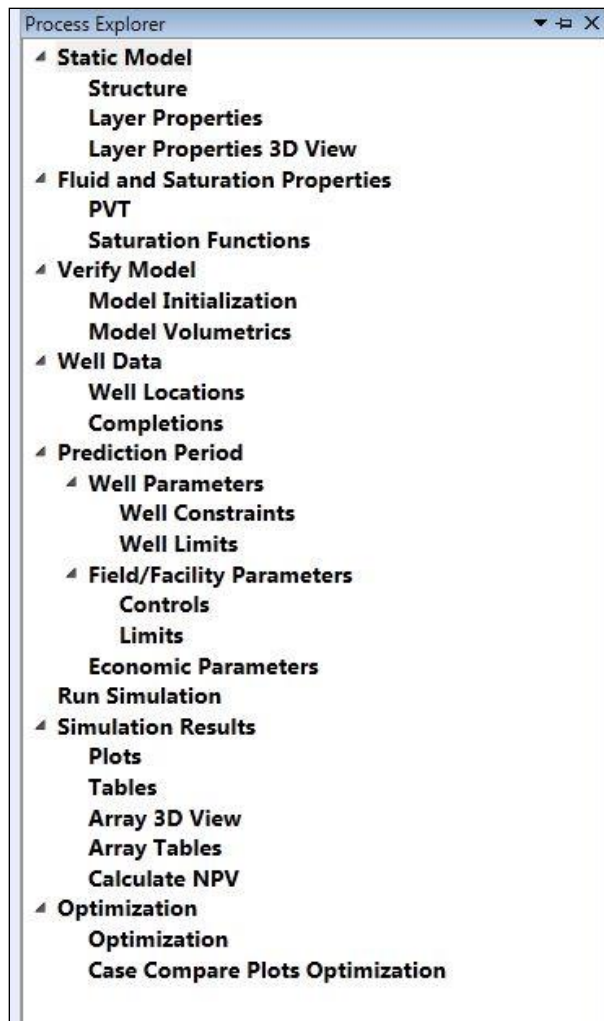 Process Explorer
Static Model
Structure
Layer Properties
Layer Properties 3D View
Fluid and Saturation Properties
PVT
Saturation Functions
Verify Model
Model Initialization
Model Volumetrics
Well Data
Well Locations
Completions
Prediction Period
Well Parameters
Well Constraints
Well Limits
Field/Facility Parameters
Controls
Limits
Economic Parameters
Run Simulation
Simulation Results
Plots
Tables
Array 3D View
Array Tables
Calculate NPV
Optimization
Optimization
Case Compare Plots Optimization